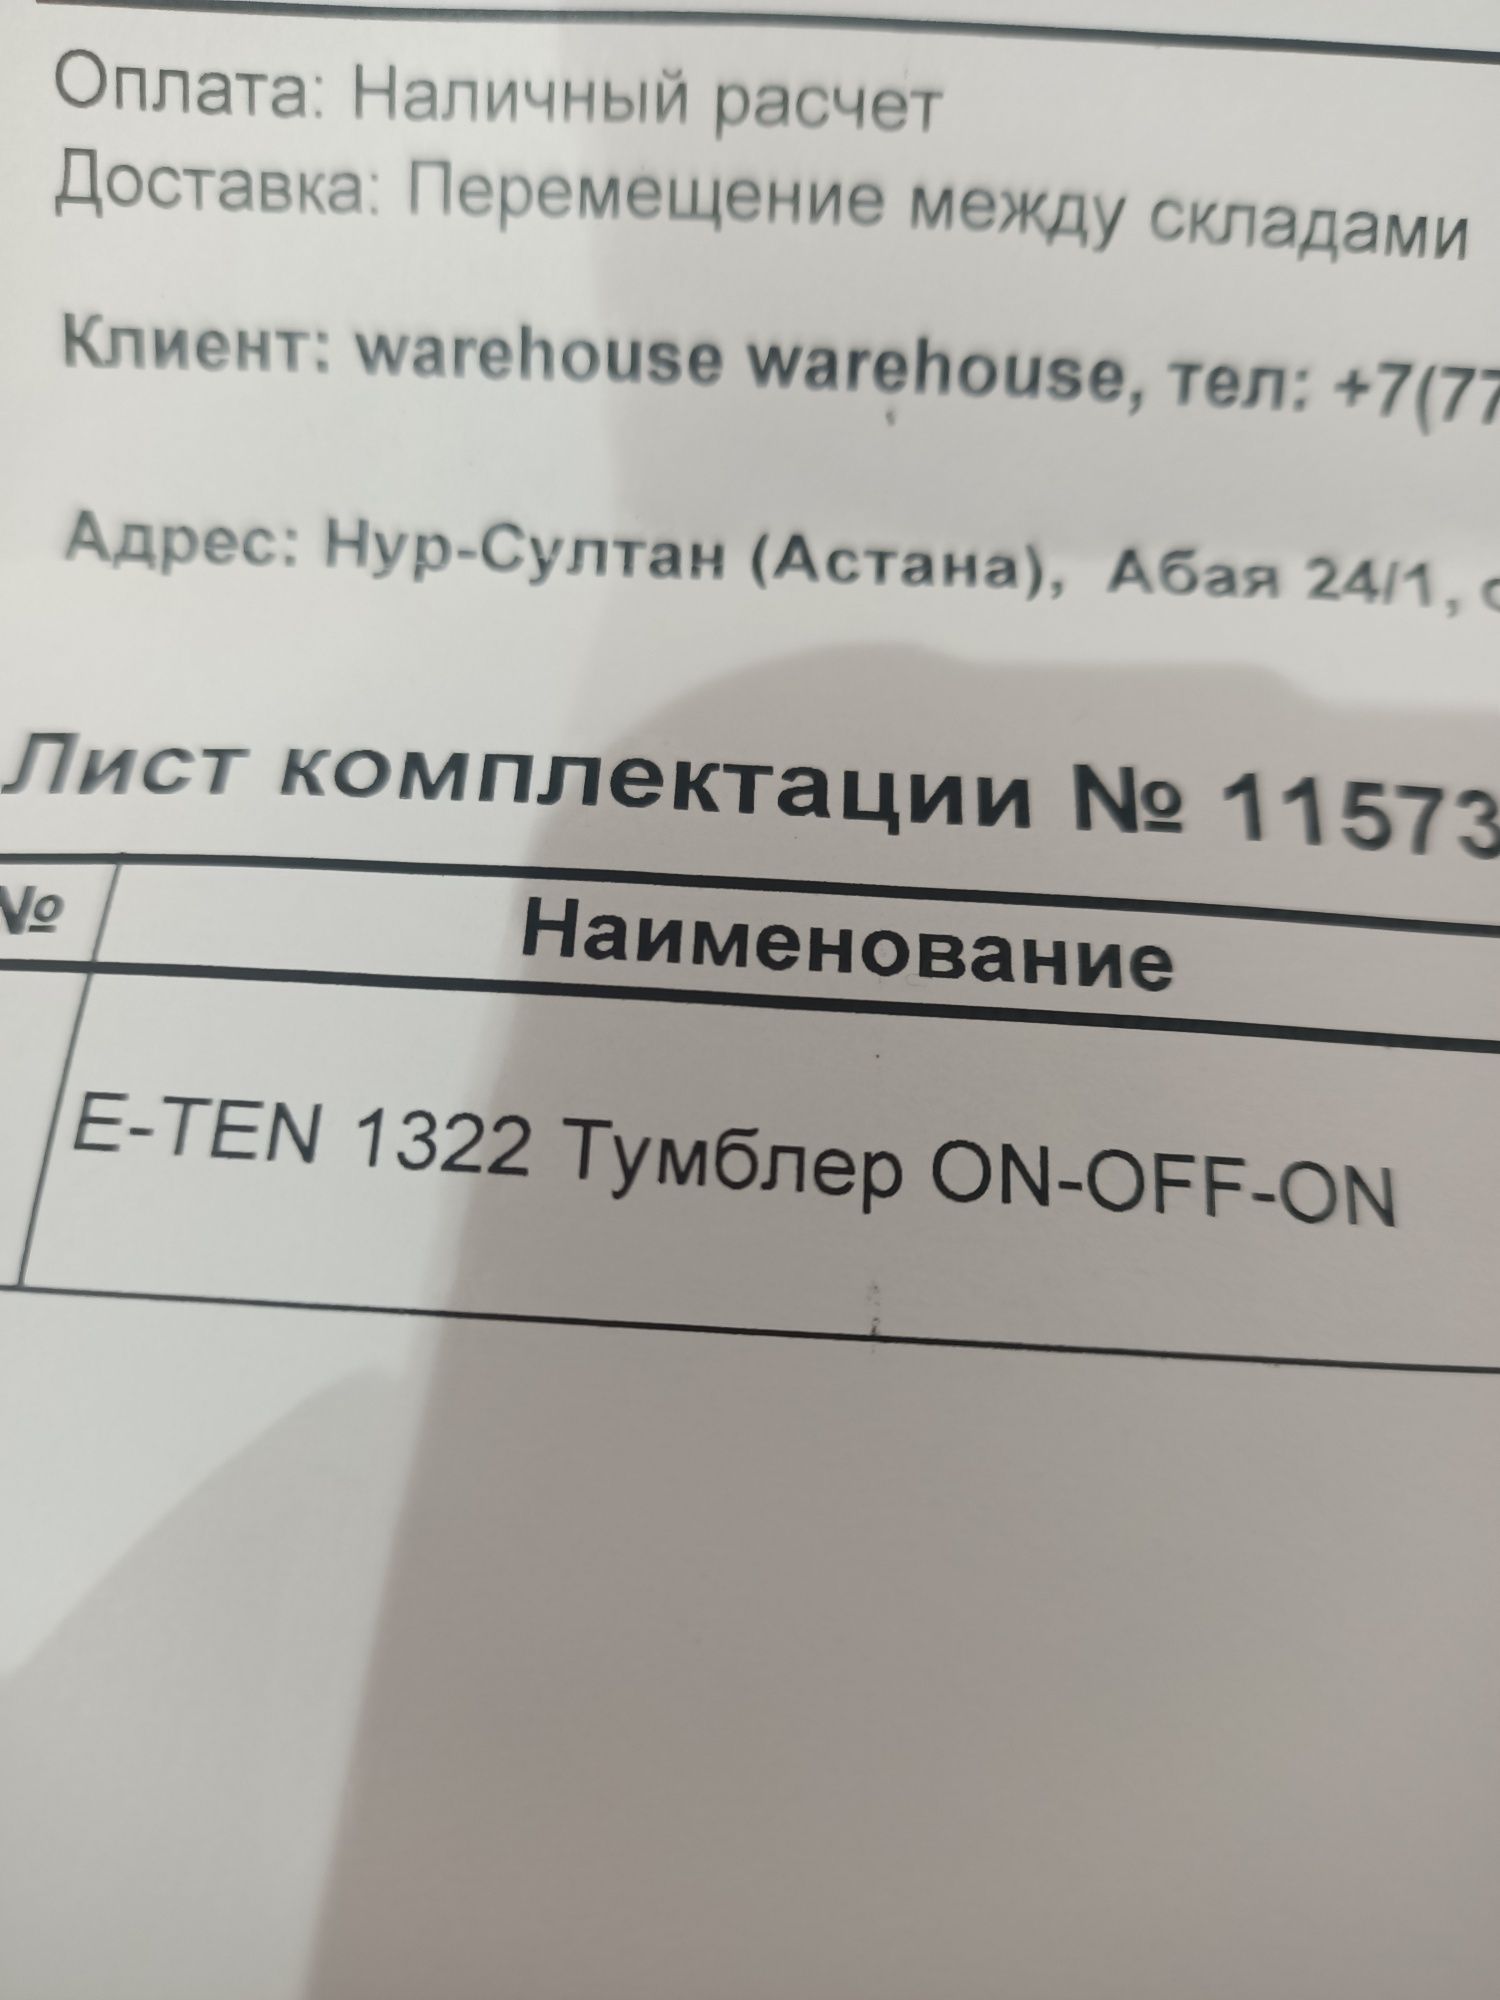 Оплата: Наличный расчет
Доставка: Перемещение между складами
Клиент: warehouse warehouse, тел: +7(77
Адрес: Нур-Султан (Астана), Абая 24/1,
Лист комплектации № 11573
№ Наименование
E-TEN 1322 Тумблер ON-OFF-ON